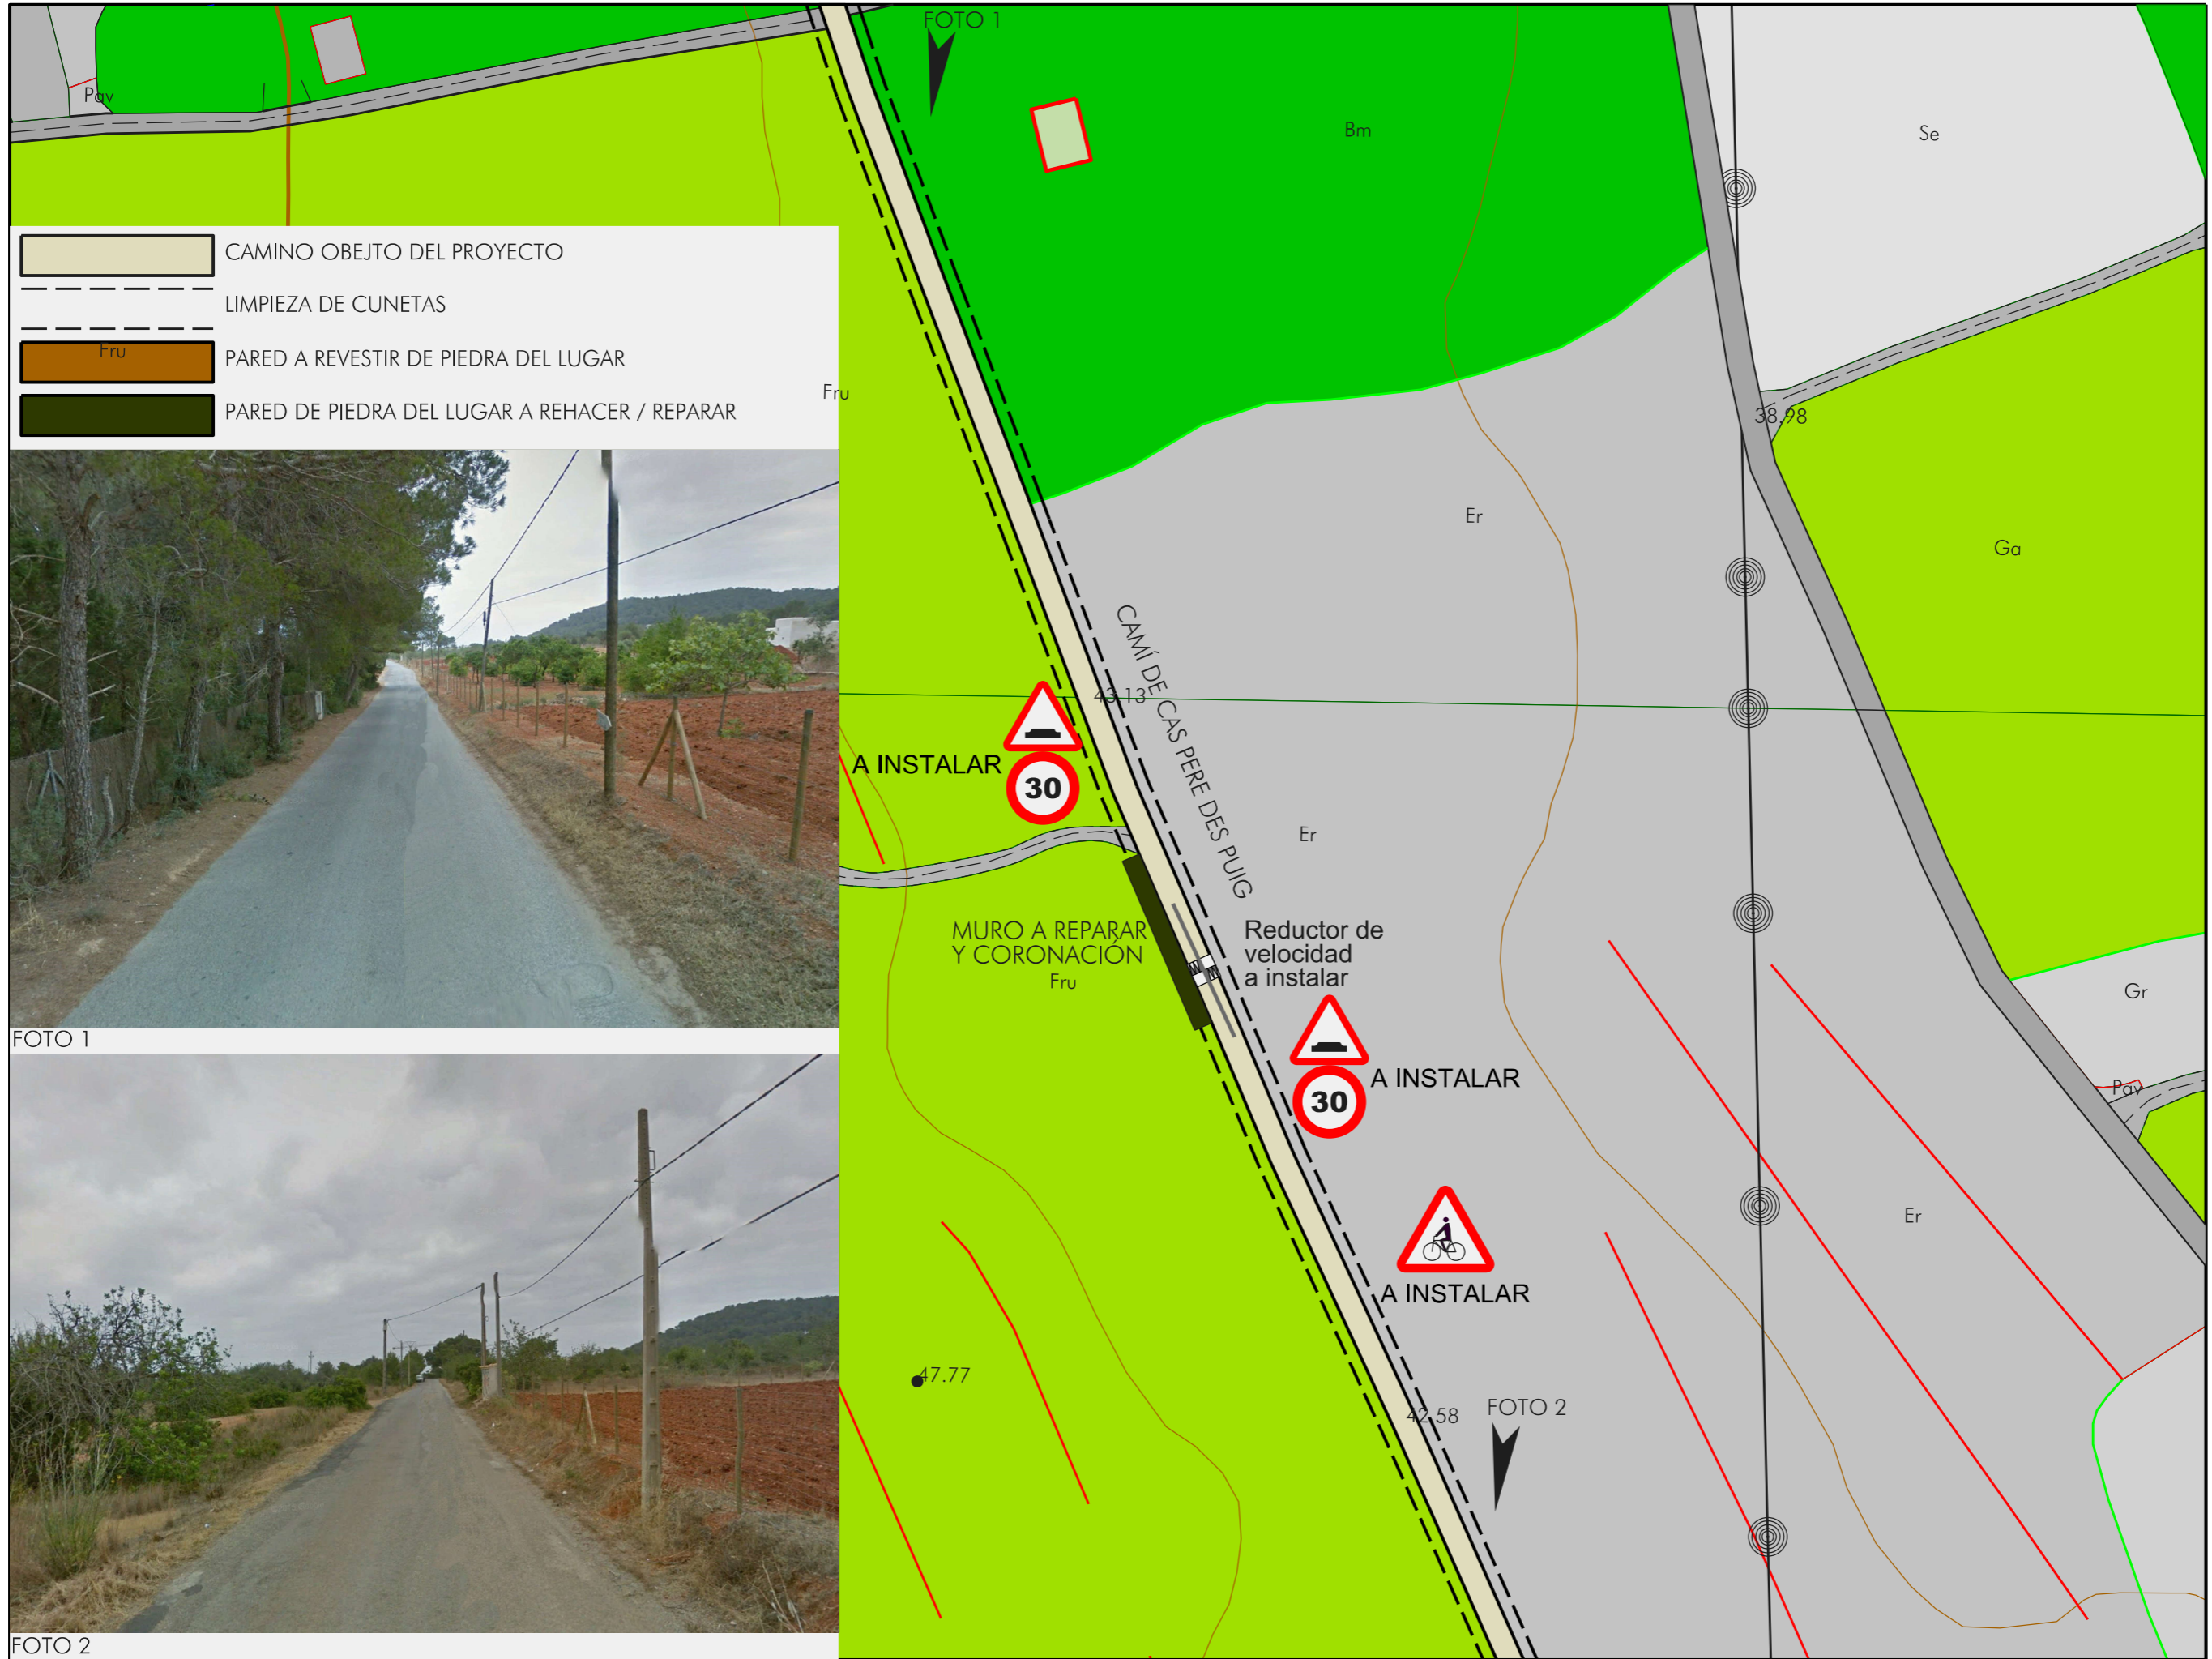 FOTO 1
Pav
Bm
Se
CAMINO OBEJTO DEL PROYECTO
LIMPIEZA DE CUNETAS
Fru
PARED A REVESTIR DE PIEDRA DEL LUGAR
Fru
PARED DE PIEDRA DEL LUGAR A REHACER / REPARAR
38.98
Er
Ga
CAMÍ DE CAS PERE DES PUIG
43.13
A INSTALAR
30
Er
MURO A REPARAR
Y CORONACIÓN
Fru
Reductor de
velocidad
a instalar
Gr
FOTO 1
A INSTALAR
30
Pav
Er
A INSTALAR
47.77
42.58
FOTO 2
FOTO 2